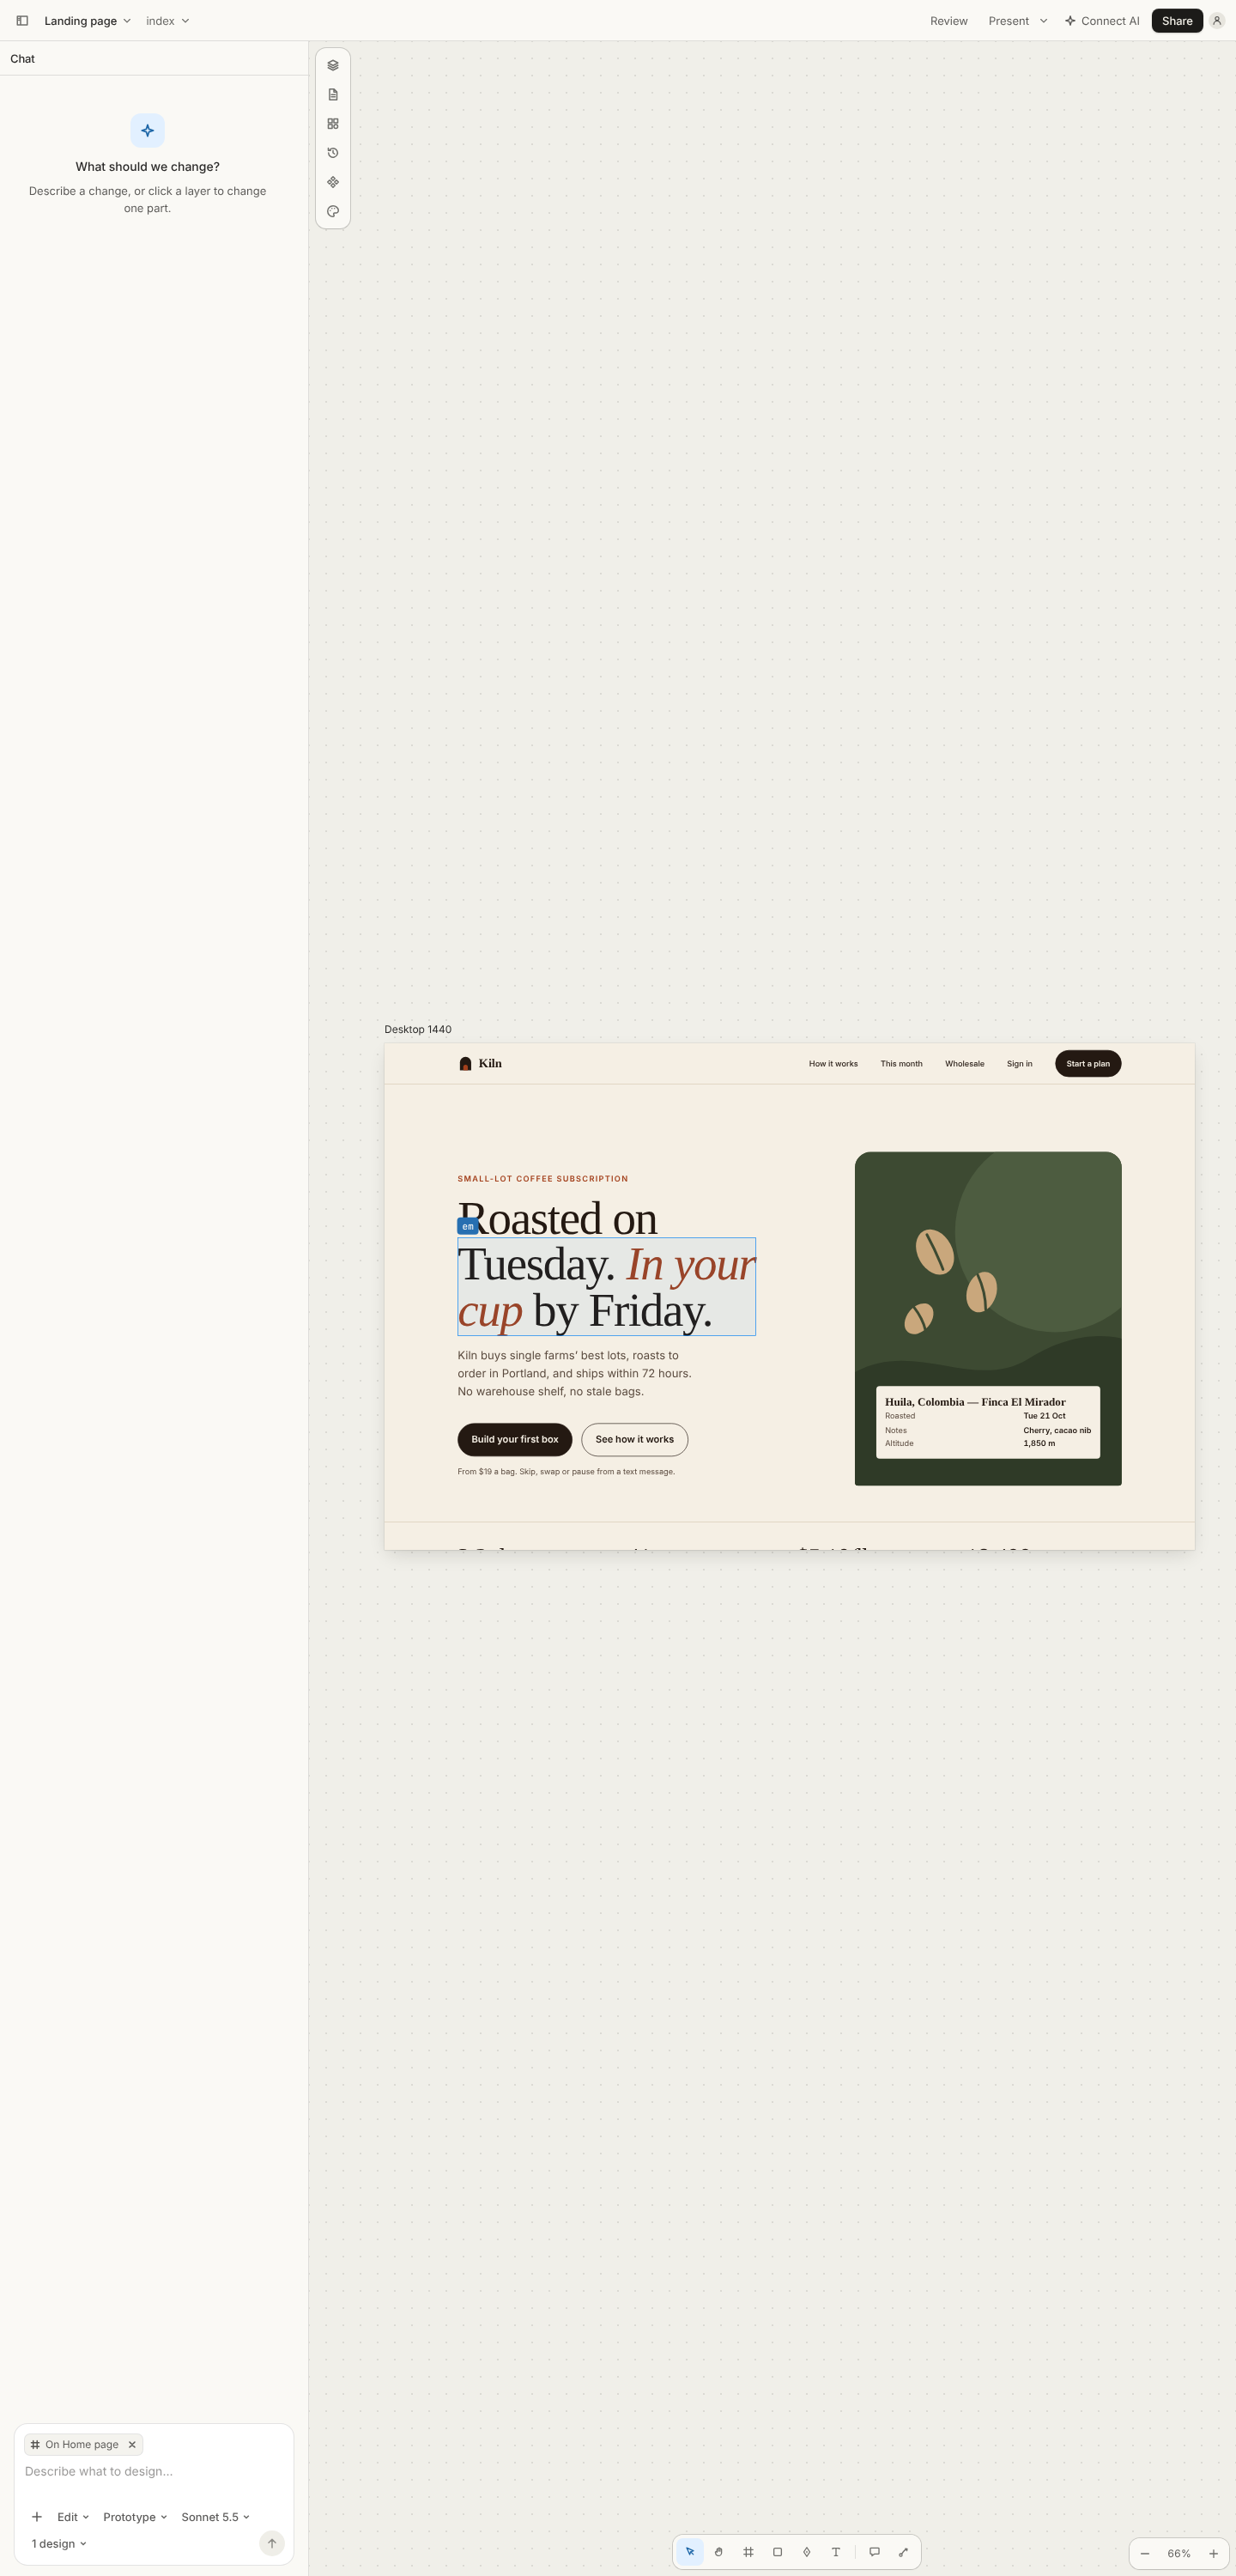 Landing page
index
Review
Present
Connect AI
Share
Chat
What should we change?
Describe a change, or click a layer to change
one part.
Desktop 1440
Kiln
How it works
This month
Wholesale
Sign in
Start a plan
SMALL-LOT COFFEE SUBSCRIPTION
Roasted on
em
Tuesday. In your
cup by Friday.
Kiln buys single farms' best lots, roasts to
order in Portland, and ships within 72 hours.
No warehouse shelf, no stale bags.
Build your first box
See how it works
From $19 a bag. Skip, swap or pause from a text message.
Huila, Colombia — Finca El Mirador
Roasted Tue 21 Oct
Notes Cherry, cacao nib
Altitude 1,850 m
On Home page
Describe what to design...
Edit
Prototype
Sonnet 5.5
1 design
66%